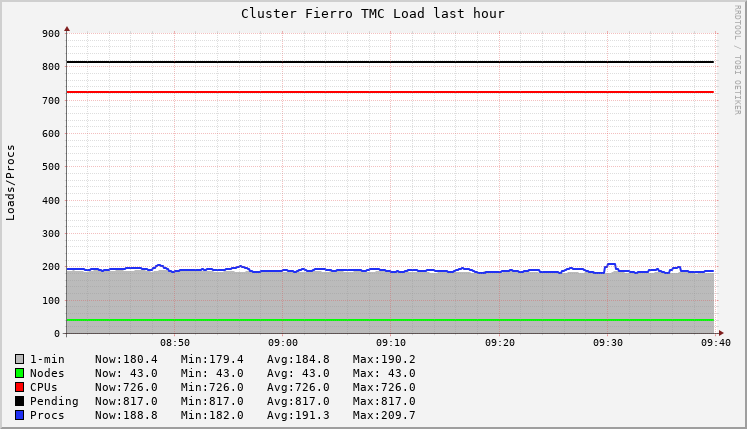 Cluster Fierro TMC Load last hour
RRDTOOL / TOBI OETIKER
Loads/Procs
900
800
700
600
500
400
300
200
100
0
08:50 09:00 09:10 09:20 09:30 09:40
1-min Now:180.4 Min:179.4 Avg:184.8 Max:190.2
Nodes Now: 43.0 Min: 43.0 Avg: 43.0 Max: 43.0
CPUs Now:726.0 Min:726.0 Avg:726.0 Max:726.0
Pending Now:817.0 Min:817.0 Avg:817.0 Max:817.0
Procs Now:188.8 Min:182.0 Avg:191.3 Max:209.7